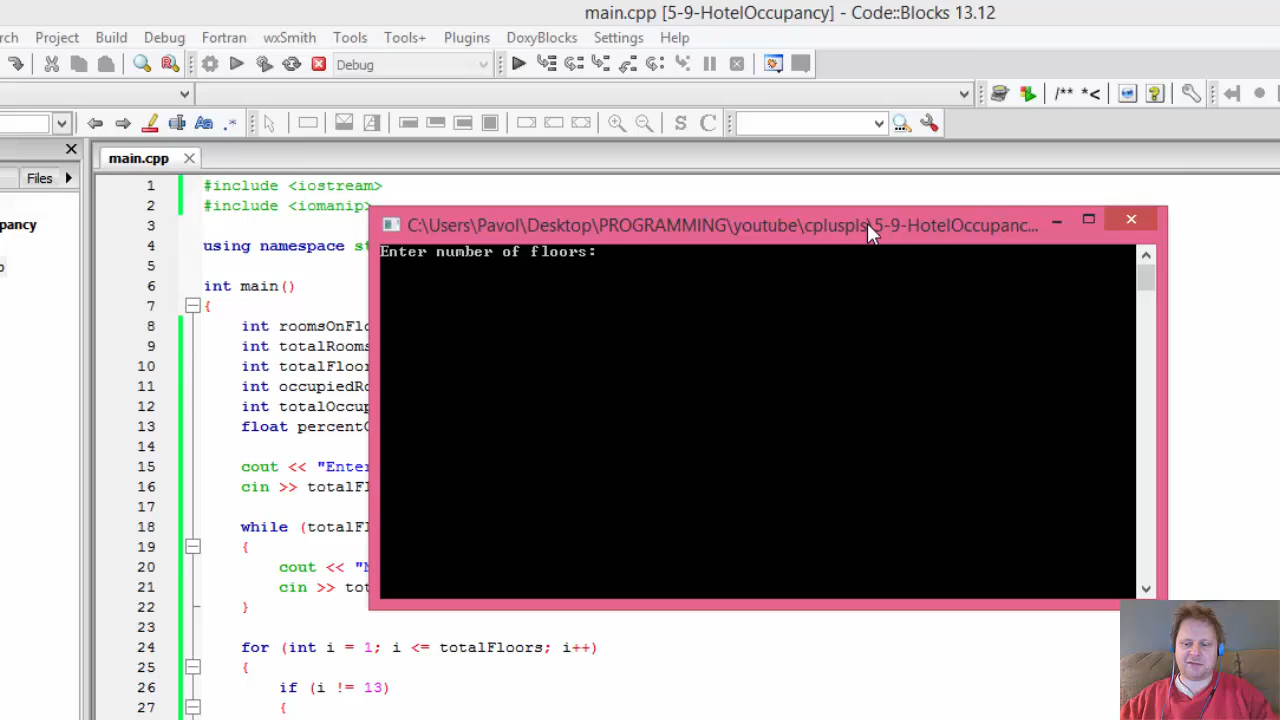 main.cpp [5-9-HotelOccupancy] - Code::Blocks 13.12
rch Project Build Debug Fortran wxSmith Tools Tools+ Plugins DoxyBlocks Settings Help
Debug
/** *<
Aa .* S C
main.cpp
Files
pancy
1 #include <iostream>
2 #include <iomanip>
3
4 using namespace st
5
6 int main()
7 {
8 int roomsOnFlo
9 int totalRooms
10 int totalFloor
11 int occupiedRo
12 int totalOccup
13 float percentO
14
15 cout << "Enter
16 cin >> totalFl
17
18 while (totalFl
19 {
20 cout << "N
21 cin >> tot
22 }
23
24 for (int i = 1; i <= totalFloors; i++)
25 {
26 if (i != 13)
27 {
C:\Users\Pavol\Desktop\PROGRAMMING\youtube\cpluspls\5-9-HotelOccupanc...
Enter number of floors: